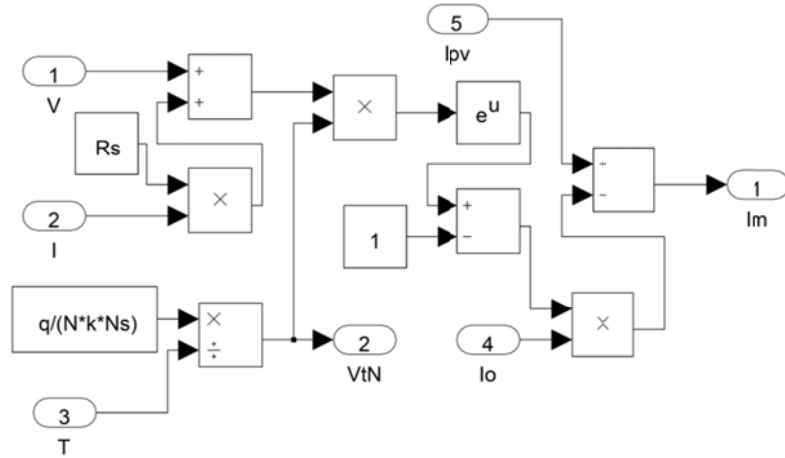 5
Ipv
1
V
+
+
×
e^u
Rs
×
2
I
+
−
1
+
−
1
Im
q/(N*k*Ns)
×
÷
2
VtN
4
Io
×
3
T